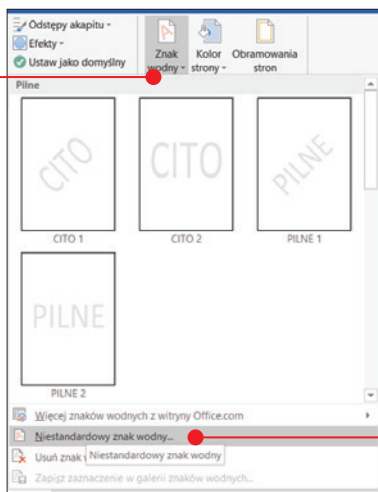 Odstępy akapitu
Efekty
Ustaw jako domyślny
Znak wodny
Kolor strony
Obramowania stron
Pilne
CITO
CITO
PILNE
CITO 1
CITO 2
PILNE 1
PILNE
PILNE 2
Więcej znaków wodnych z witryny Office.com
Niestandardowy znak wodny...
Usuń znak
Niestandardowy znak wodny
Zapisz zaznaczenie w galerii znaków wodnych...